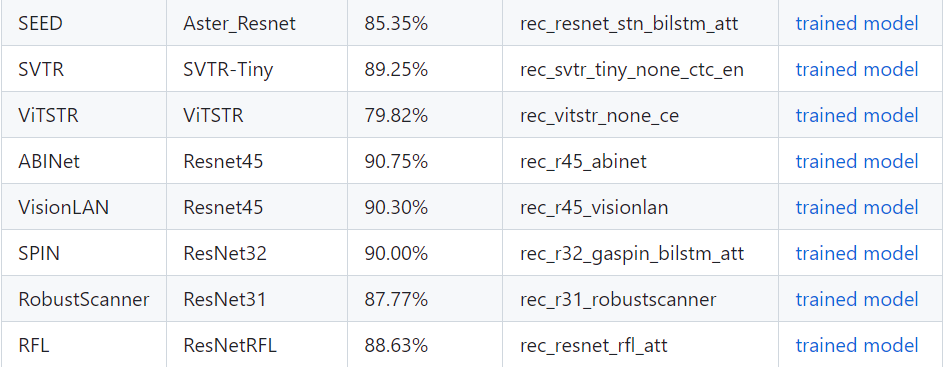 SEED Aster_Resnet 85.35% rec_resnet_stn_bilstm_att trained model
SVTR SVTR-Tiny 89.25% rec_svtr_tiny_none_ctc_en trained model
ViTSTR ViTSTR 79.82% rec_vitstr_none_ce trained model
ABINet Resnet45 90.75% rec_r45_abinet trained model
VisionLAN Resnet45 90.30% rec_r45_visionlan trained model
SPIN ResNet32 90.00% rec_r32_gaspin_bilstm_att trained model
RobustScanner ResNet31 87.77% rec_r31_robustscanner trained model
RFL ResNetRFL 88.63% rec_resnet_rfl_att trained model